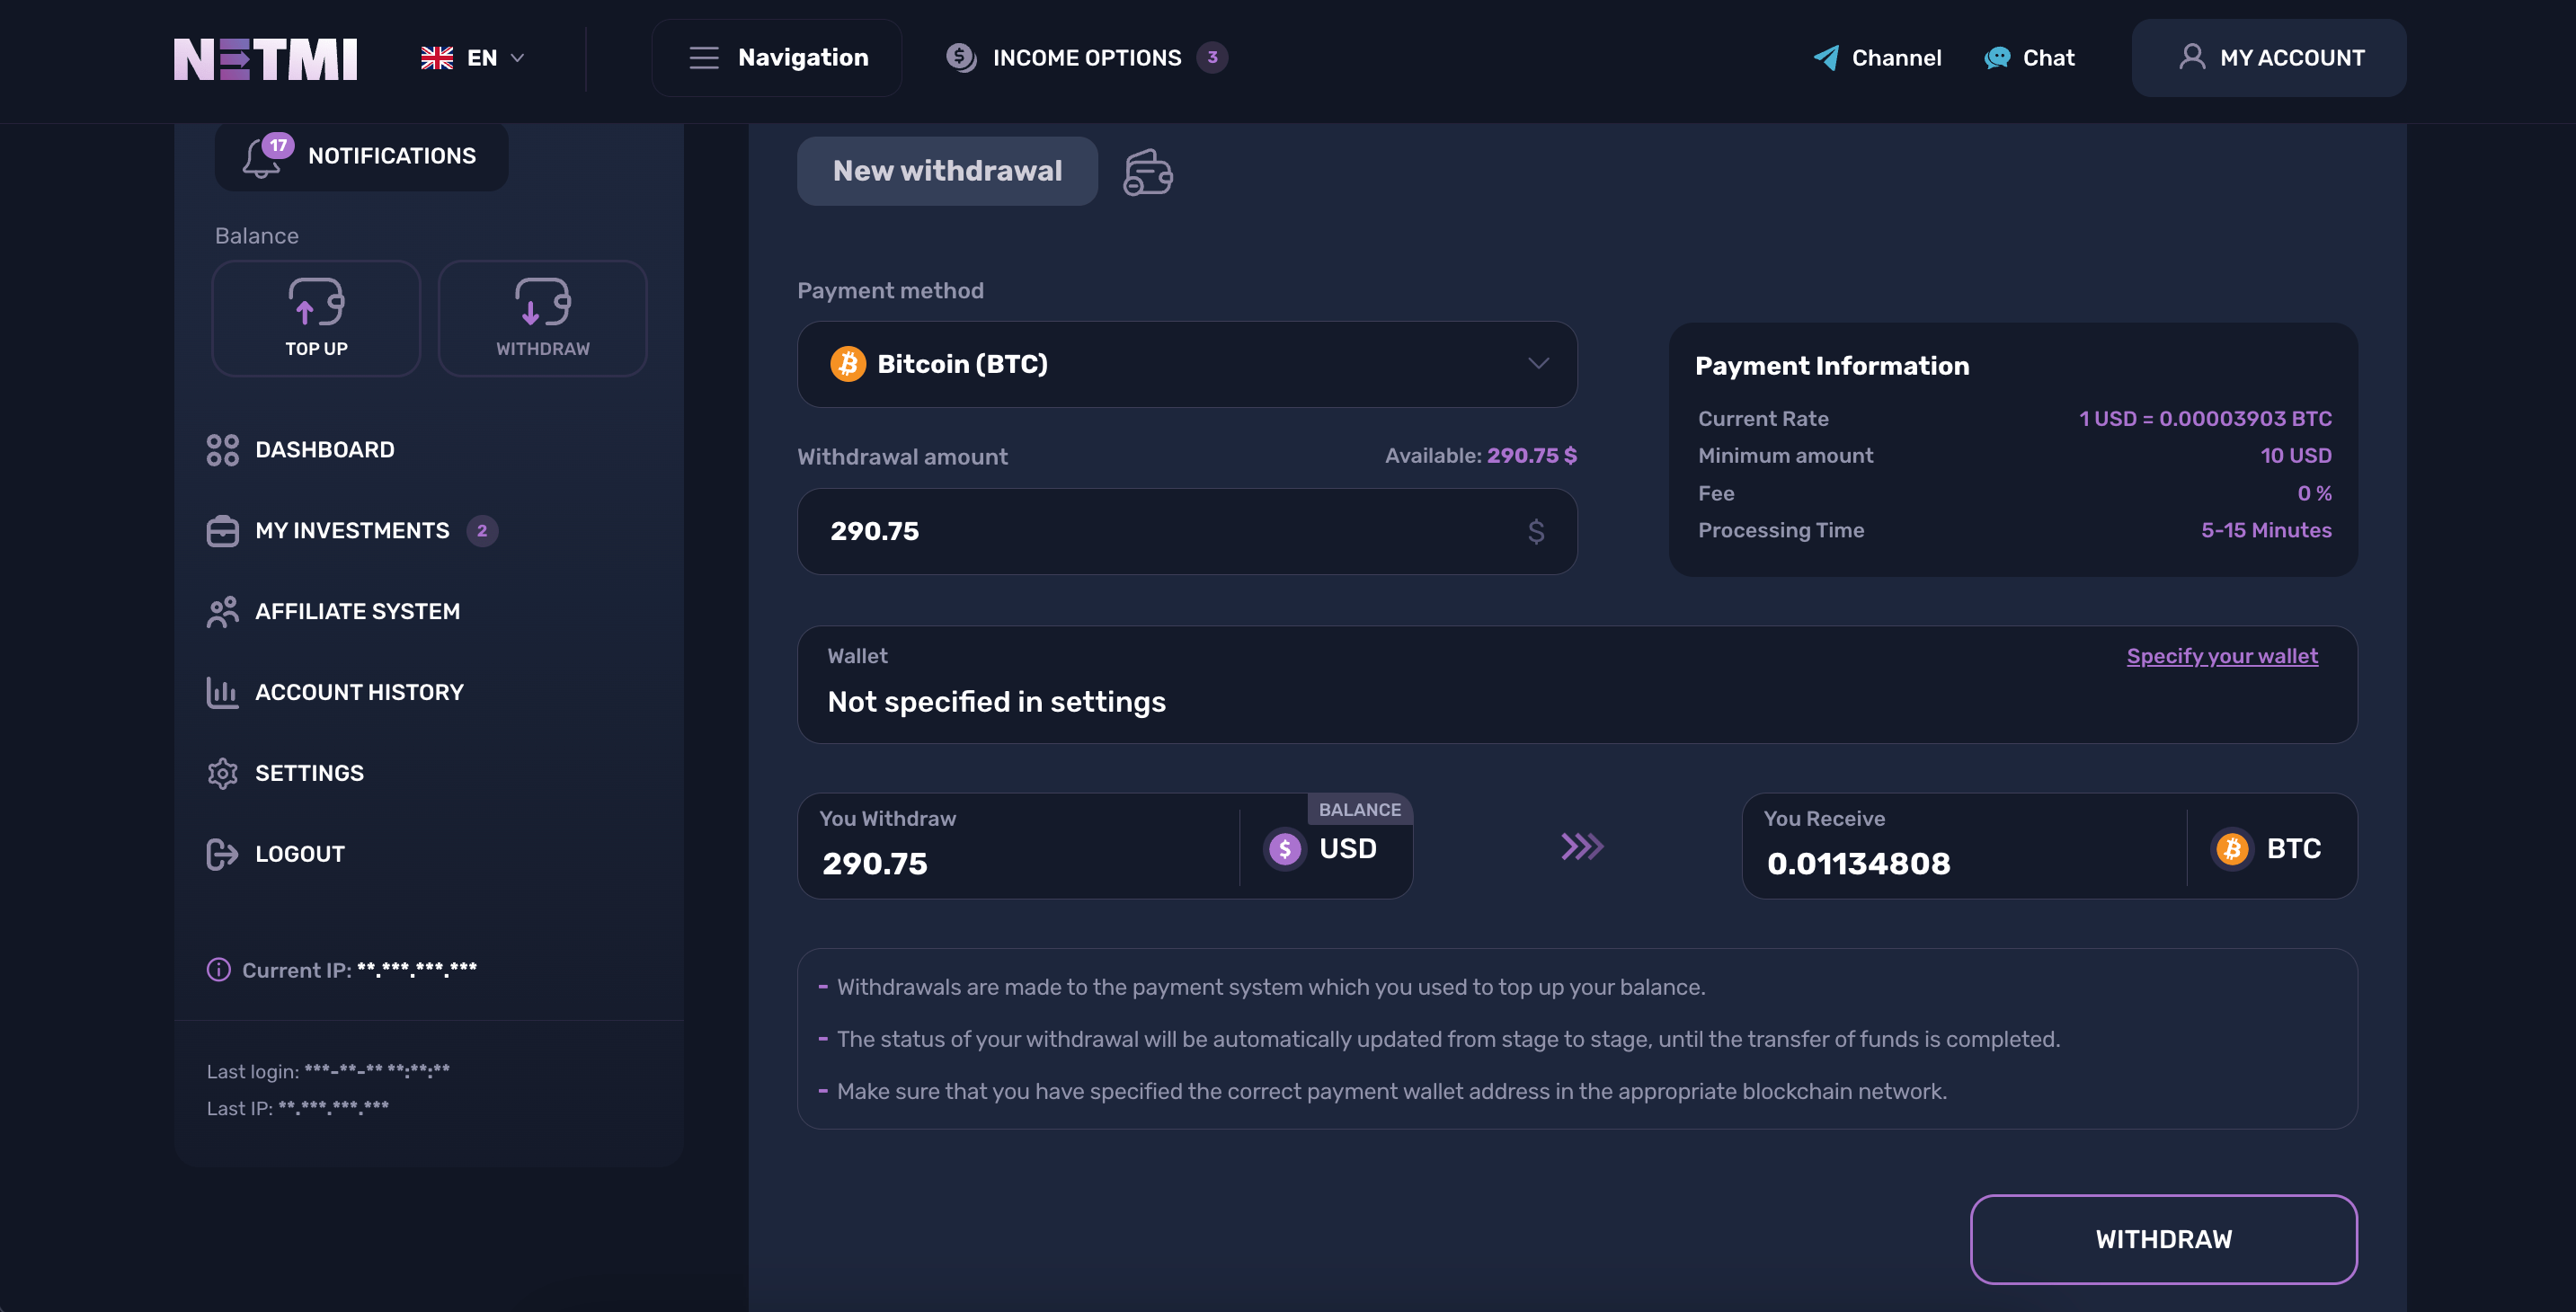 NETMI
EN
Navigation
INCOME OPTIONS 3
Channel
Chat
MY ACCOUNT
17
NOTIFICATIONS
Balance
TOP UP
WITHDRAW
DASHBOARD
MY INVESTMENTS 2
AFFILIATE SYSTEM
ACCOUNT HISTORY
SETTINGS
LOGOUT
Current IP: **.***.***.***
Last login: ***-**-** **:**:**
Last IP: **.***.***.***
New withdrawal
Payment method
Bitcoin (BTC)
Withdrawal amount
Available: 290.75 $
290.75 $
Payment Information
Current Rate 1 USD = 0.00003903 BTC
Minimum amount 10 USD
Fee 0 %
Processing Time 5-15 Minutes
Wallet
Specify your wallet
Not specified in settings
You Withdraw
290.75
BALANCE
$ USD
You Receive
0.01134808
BTC
- Withdrawals are made to the payment system which you used to top up your balance.
- The status of your withdrawal will be automatically updated from stage to stage, until the transfer of funds is completed.
- Make sure that you have specified the correct payment wallet address in the appropriate blockchain network.
WITHDRAW